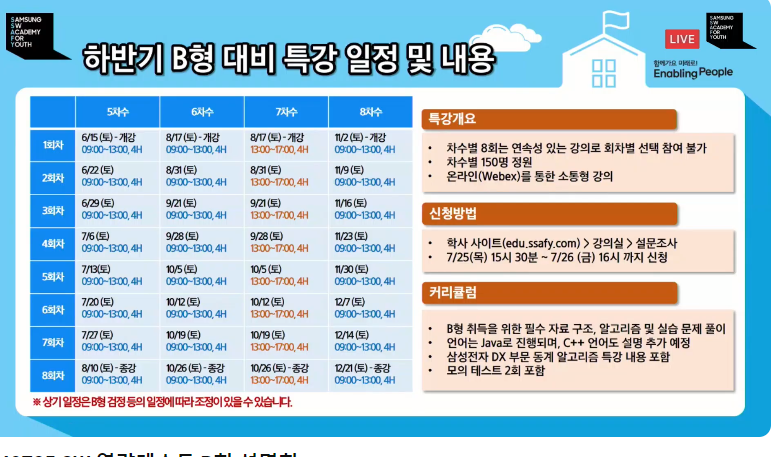 SAMSUNG
SW
ACADEMY
FOR
YOUTH
하반기 B형 대비 특강 일정 및 내용
LIVE
SAMSUNG
SW
ACADEMY
FOR
YOUTH
함께가요 미래로!
Enabling People
5차수 6차수 7차수 8차수
1회차 6/15 (토) - 개강 8/17 (토) - 개강 8/17 (토) - 개강 11/2 (토) - 개강
09:00~13:00, 4H 09:00~13:00, 4H 13:00~17:00, 4H 09:00~13:00, 4H
2회차 6/22 (토) 8/31 (토) 8/31 (토) 11/9 (토)
09:00~13:00, 4H 09:00~13:00, 4H 13:00~17:00, 4H 09:00~13:00, 4H
3회차 6/29 (토) 9/21 (토) 9/21 (토) 11/16 (토)
09:00~13:00, 4H 09:00~13:00, 4H 13:00~17:00, 4H 09:00~13:00, 4H
4회차 7/6 (토) 9/28 (토) 9/28 (토) 11/23 (토)
09:00~13:00, 4H 09:00~13:00, 4H 13:00~17:00, 4H 09:00~13:00, 4H
5회차 7/13(토) 10/5 (토) 10/5 (토) 11/30 (토)
09:00~13:00, 4H 09:00~13:00, 4H 13:00~17:00, 4H 09:00~13:00, 4H
6회차 7/20 (토) 10/12 (토) 10/12 (토) 12/7 (토)
09:00~13:00, 4H 09:00~13:00, 4H 13:00~17:00, 4H 09:00~13:00, 4H
7회차 7/27 (토) 10/19 (토) 10/19 (토) 12/14 (토)
09:00~13:00, 4H 09:00~13:00, 4H 13:00~17:00, 4H 09:00~13:00, 4H
8회차 8/10 (토) - 종강 10/26 (토) - 종강 10/26 (토) - 종강 12/21 (토) - 종강
09:00~13:00, 4H 09:00~13:00, 4H 13:00~17:00, 4H 09:00~13:00, 4H
※ 상기 일정은 B형 검정 등의 일정에 따라 조정이 있을 수 있습니다.
특강개요
• 차수별 8회는 연속성 있는 강의로 회차별 선택 참여 불가
• 차수별 150명 정원
• 온라인(Webex)를 통한 소통형 강의
신청방법
• 학사 사이트(edu.ssafy.com) > 강의실 > 설문조사
• 7/25(목) 15시 30분 ~ 7/26 (금) 16시 까지 신청
커리큘럼
• B형 취득을 위한 필수 자료 구조, 알고리즘 및 실습 문제 풀이
• 언어는 Java로 진행되며, C++ 언어도 설명 추가 예정
• 삼성전자 DX 부문 동계 알고리즘 특강 내용 포함
• 모의 테스트 2회 포함